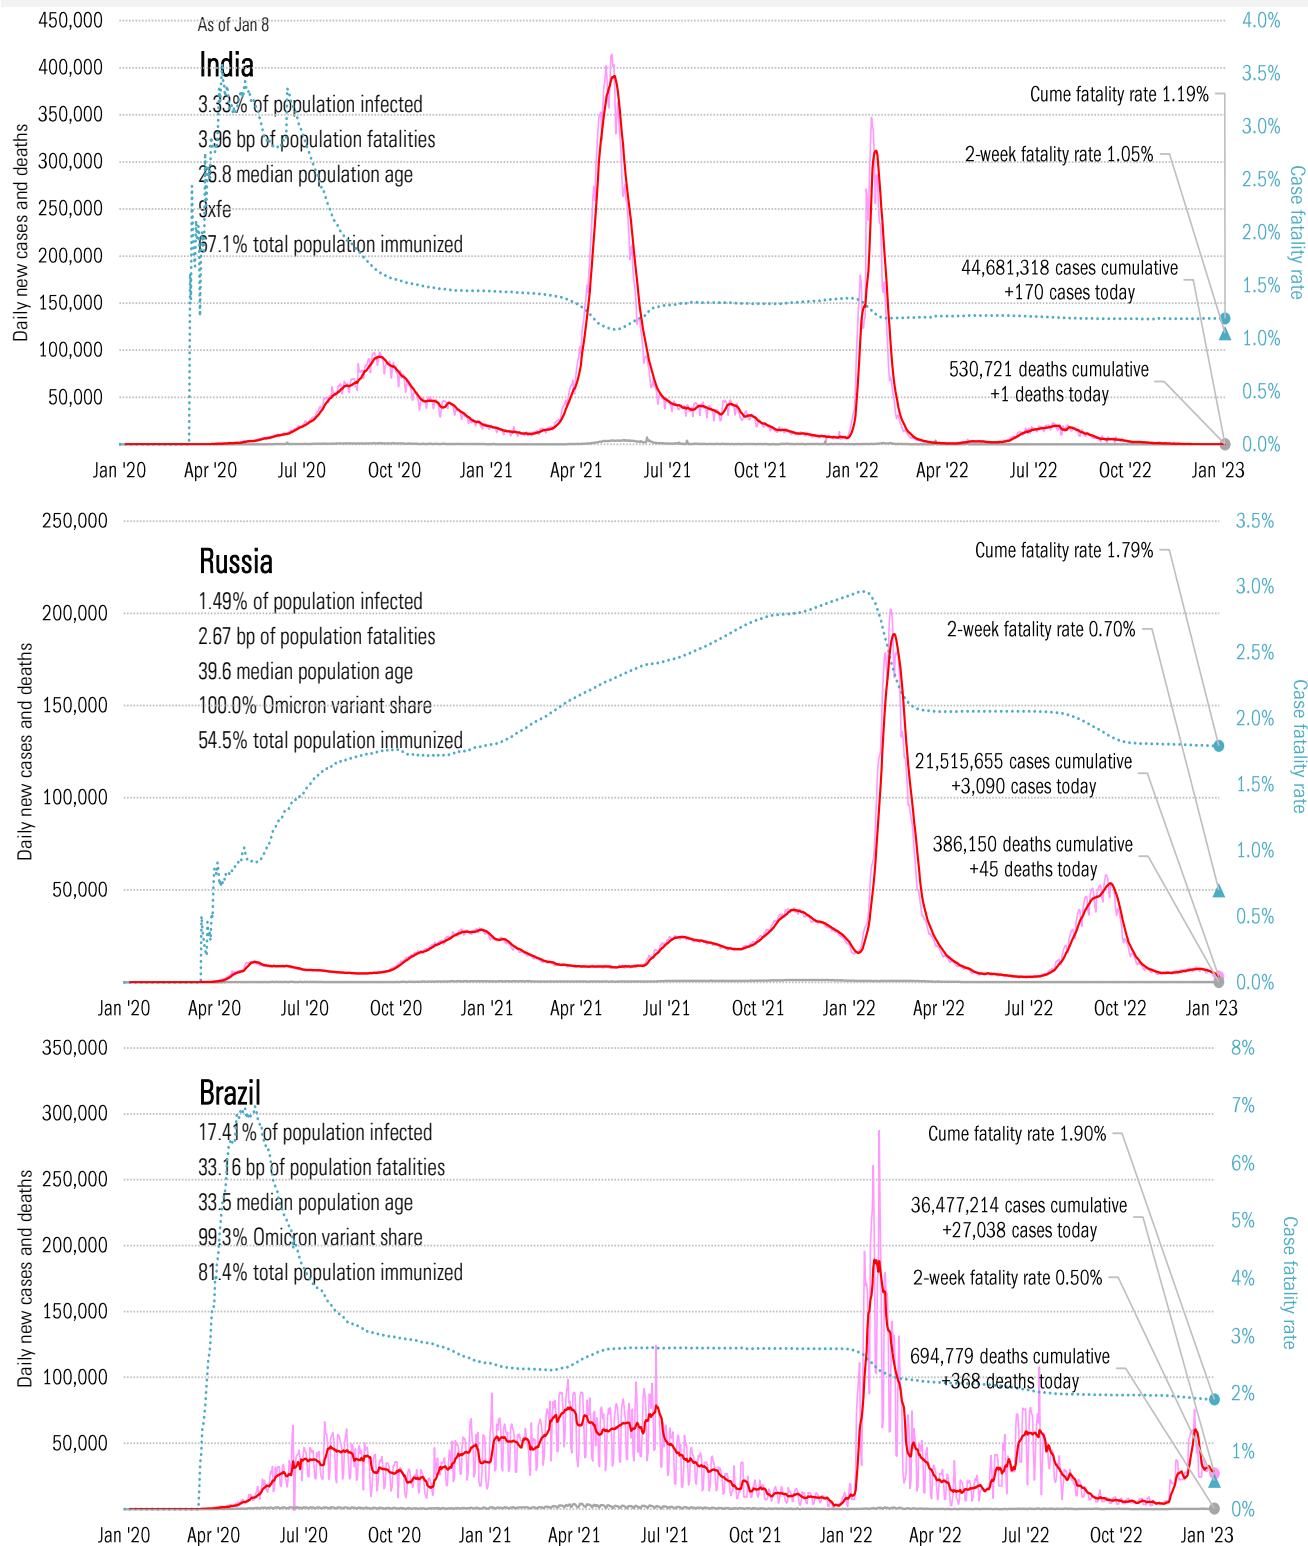 450,000
As of Jan 8
4.0%
India
400,000
3.5%
Cume fatality rate 1.19%
3.33% of population infected
350,000
3.0%
3.96 bp of population fatalities
2-week fatality rate 1.05%
300,000
26.8 median population age
2.5%
250,000
9xfe
2.0%
67.1% total population immunized
200,000
44,681,318 cases cumulative
+170 cases today
1.5%
150,000
1.0%
100,000
530,721 deaths cumulative
+1 deaths today
0.5%
50,000
0.0%
Daily new cases and deaths
Case fatality rate
Jan '20 Apr '20 Jul '20 Oct '20 Jan '21 Apr '21 Jul '21 Oct '21 Jan '22 Apr '22 Jul '22 Oct '22 Jan '23
250,000
3.5%
Russia
Cume fatality rate 1.79%
3.0%
1.49% of population infected
200,000
2-week fatality rate 0.70%
2.67 bp of population fatalities
2.5%
39.6 median population age
100.0% Omicron variant share
150,000
2.0%
54.5% total population immunized
21,515,655 cases cumulative
+3,090 cases today
1.5%
100,000
386,150 deaths cumulative
+45 deaths today
1.0%
50,000
0.5%
0.0%
Daily new cases and deaths
Case fatality rate
Jan '20 Apr '20 Jul '20 Oct '20 Jan '21 Apr '21 Jul '21 Oct '21 Jan '22 Apr '22 Jul '22 Oct '22 Jan '23
350,000
8%
Brazil
300,000
7%
17.41% of population infected
Cume fatality rate 1.90%
33.16 bp of population fatalities
6%
250,000
33.5 median population age
36,477,214 cases cumulative
+27,038 cases today
5%
99.3% Omicron variant share
200,000
81.4% total population immunized
2-week fatality rate 0.50%
4%
150,000
3%
694,779 deaths cumulative
+368 deaths today
100,000
2%
50,000
1%
0%
Daily new cases and deaths
Case fatality rate
Jan '20 Apr '20 Jul '20 Oct '20 Jan '21 Apr '21 Jul '21 Oct '21 Jan '22 Apr '22 Jul '22 Oct '22 Jan '23